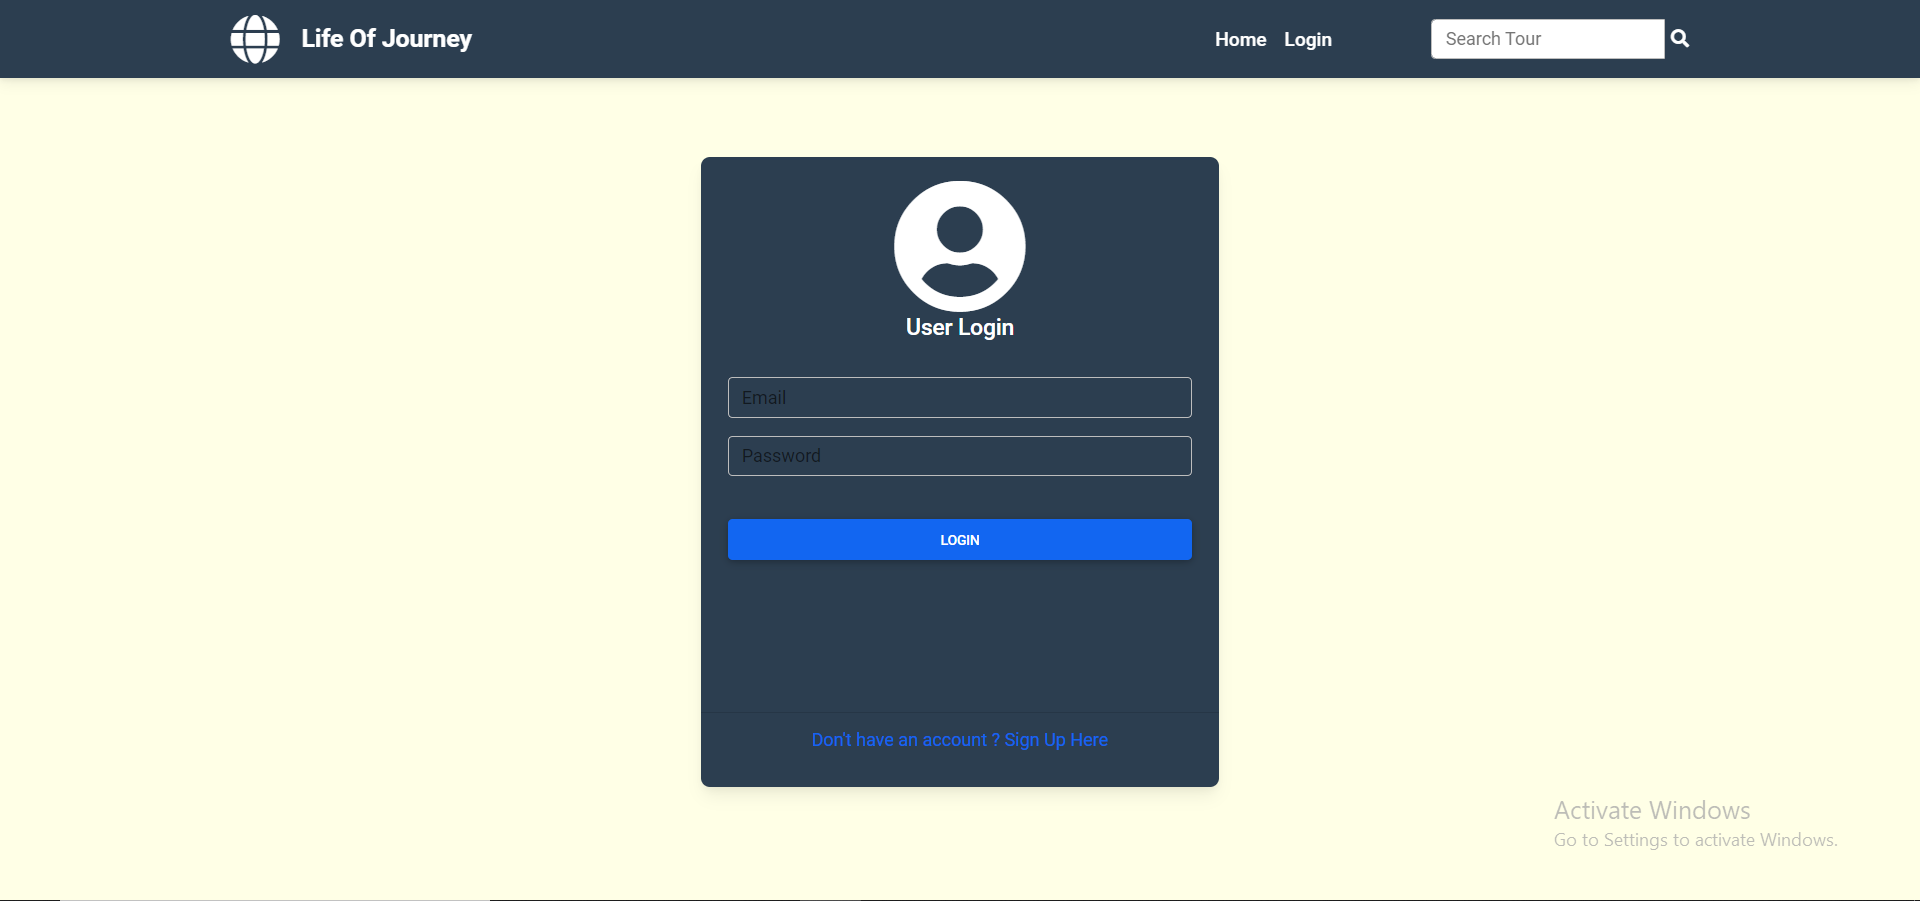 Life Of Journey
Home Login
Search Tour
User Login
Email
Password
LOGIN
Don't have an account ? Sign Up Here
Activate Windows
Go to Settings to activate Windows.